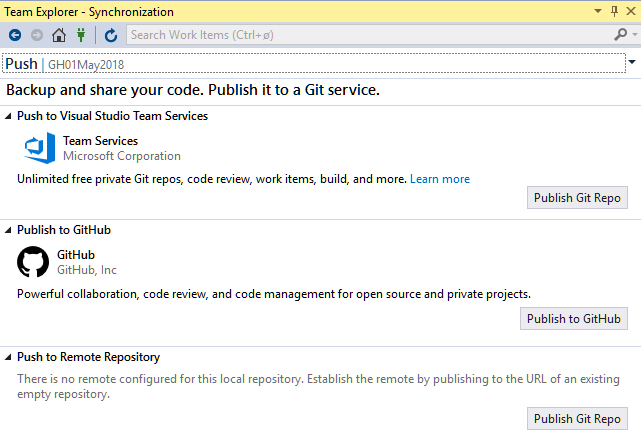 Team Explorer - Synchronization
Search Work Items (Ctrl+ø)
Push | GH01May2018
Backup and share your code. Publish it to a Git service.
Push to Visual Studio Team Services
Team Services
Microsoft Corporation
Unlimited free private Git repos, code review, work items, build, and more. Learn more
Publish Git Repo
Publish to GitHub
GitHub
GitHub, Inc
Powerful collaboration, code review, and code management for open source and private projects.
Publish to GitHub
Push to Remote Repository
There is no remote configured for this local repository. Establish the remote by publishing to the URL of an existing
empty repository.
Publish Git Repo